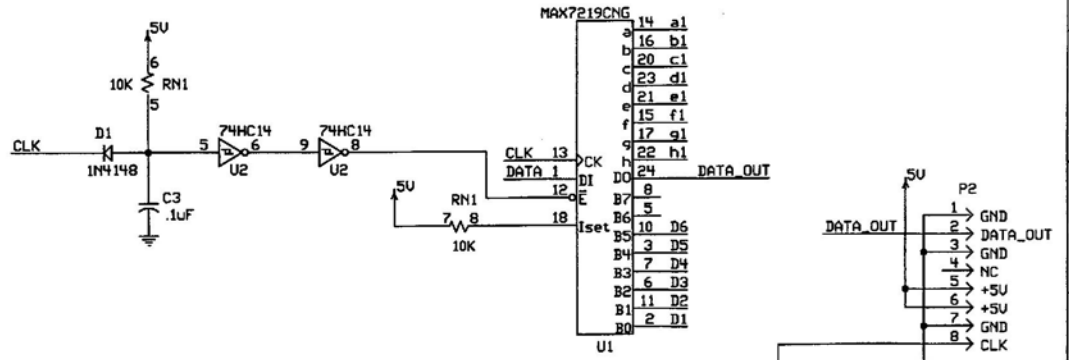 MAX7219CNG
5V
6
10K RN1
5
CLK
D1
1N4148
C3
.1uF
74HC14
5 6
U2
74HC14
9 8
U2
5V
RN1
7 8
10K
CLK 13 CK
DATA 1 DI
12 E
18 Iset
a 14 a1
b 16 b1
c 20 c1
d 23 d1
e 21 e1
f 15 f1
g 17 g1
h 22 h1
DO 24 DATA_OUT
B7 8
B6 5
B5 10 D6
B4 3 D5
B3 7 D4
B2 6 D3
B1 11 D2
B0 2 D1
U1
5V
P2
1 GND
DATA_OUT 2 DATA_OUT
3 GND
4 NC
5 +5V
6 +5V
7 GND
8 CLK